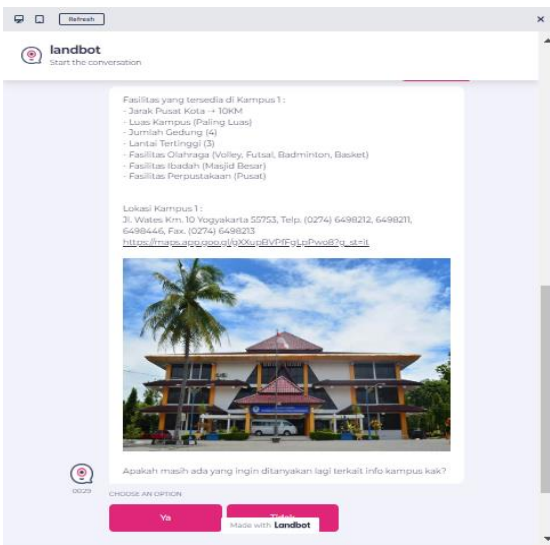 Refresh
landbot
Start the conversation
Fasilitas yang tersedia di Kampus 1 :
- Jarak Pusat Kota → 10KM
- Luas Kampus (Paling Luas)
- Jumlah Gedung (4)
- Lantai Tertinggi (3)
- Fasilitas Olahraga (Volley, Futsal, Badminton, Basket)
- Fasilitas Ibadah (Masjid Besar)
- Fasilitas Perpustakaan (Pusat)
Lokasi Kampus 1 :
Jl. Wates Km. 10 Yogyakarta 55753, Telp. (0274) 6498212, 6498211,
6498446, Fax. (0274) 6498213
Apakah masih ada yang ingin ditanyakan lagi terkait info kampus kak?
00:29
CHOOSE AN OPTION
Ya
Tidak
Made with Landbot